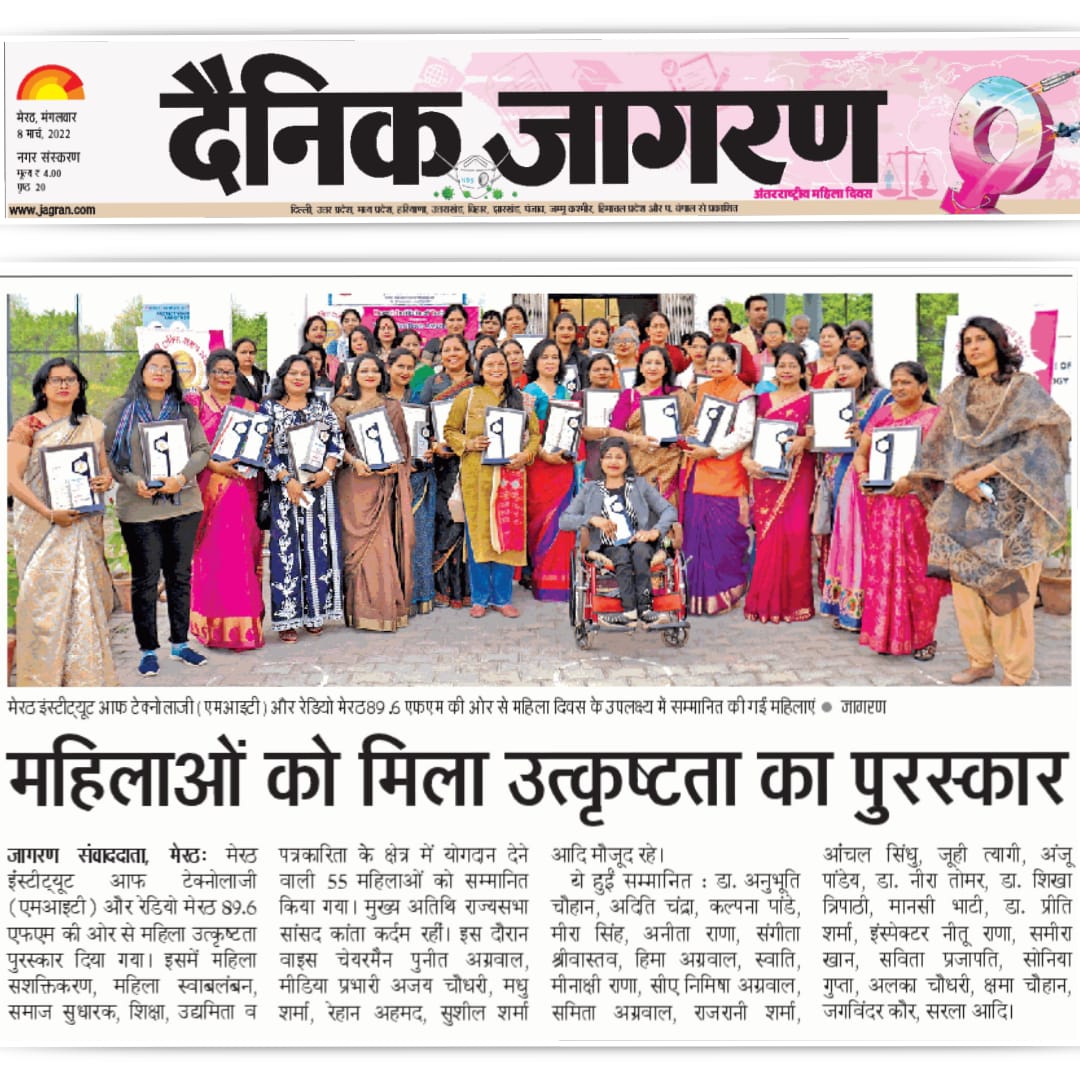 मेरठ, मंगलवार
8 मार्च, 2022
नगर संस्करण
मूल्य ₹ 4.00
पृष्ठ 20
www.jagran.com
दैनिक जागरण
अंतरराष्ट्रीय महिला दिवस
दिल्ली, उत्तर प्रदेश, मध्य प्रदेश, हरियाणा, उत्तराखंड, बिहार, झारखंड, पंजाब, जम्मू कश्मीर, हिमाचल प्रदेश और प. बंगाल से प्रकाशित
मेरठ इंस्टीट्यूट आफ टेक्नोलाजी (एमआइटी) और रेडियो मेरठ89 .6 एफएम की ओर से महिला दिवस के उपलक्ष्य में सम्मानित की गई महिलाएं ● जागरण
महिलाओं को मिला उत्कृष्टता का पुरस्कार
जागरण संवाददाता, मेरठः मेरठ
इंस्टीट्यूट आफ टेक्नोलाजी
(एमआइटी) और रेडियो मेरठ 89.6
एफएम की ओर से महिला उत्कृष्टता
पुरस्कार दिया गया। इसमें महिला
सशक्तिकरण, महिला स्वाबलंबन,
समाज सुधारक, शिक्षा, उद्यमिता व
पत्रकारिता के क्षेत्र में योगदान देने
वाली 55 महिलाओं को सम्मानित
किया गया। मुख्य अतिथि राज्यसभा
सांसद कांता कर्दम रहीं। इस दौरान
वाइस चेयरमैन पुनीत अग्रवाल,
मीडिया प्रभारी अजय चौधरी, मधु
शर्मा, रेहान अहमद, सुशील शर्मा
आदि मौजूद रहे।
ये हुईं सम्मानित : डा. अनुभूति
चौहान, अदिति चंद्रा, कल्पना पांडे,
मीरा सिंह, अनीता राणा, संगीता
श्रीवास्तव, हिमा अग्रवाल, स्वाति,
मीनाक्षी राणा, सीए निमिषा अग्रवाल,
समिता अग्रवाल, राजरानी शर्मा,
आंचल सिंधु, जूही त्यागी, अंजू
पांडेय, डा. नीरा तोमर, डा. शिखा
त्रिपाठी, मानसी भाटी, डा. प्रीति
शर्मा, इंस्पेक्टर नीतू राणा, समीरा
खान, सविता प्रजापति, सोनिया
गुप्ता, अलका चौधरी, क्षमा चौहान,
जगविंदर कौर, सरला आदि।